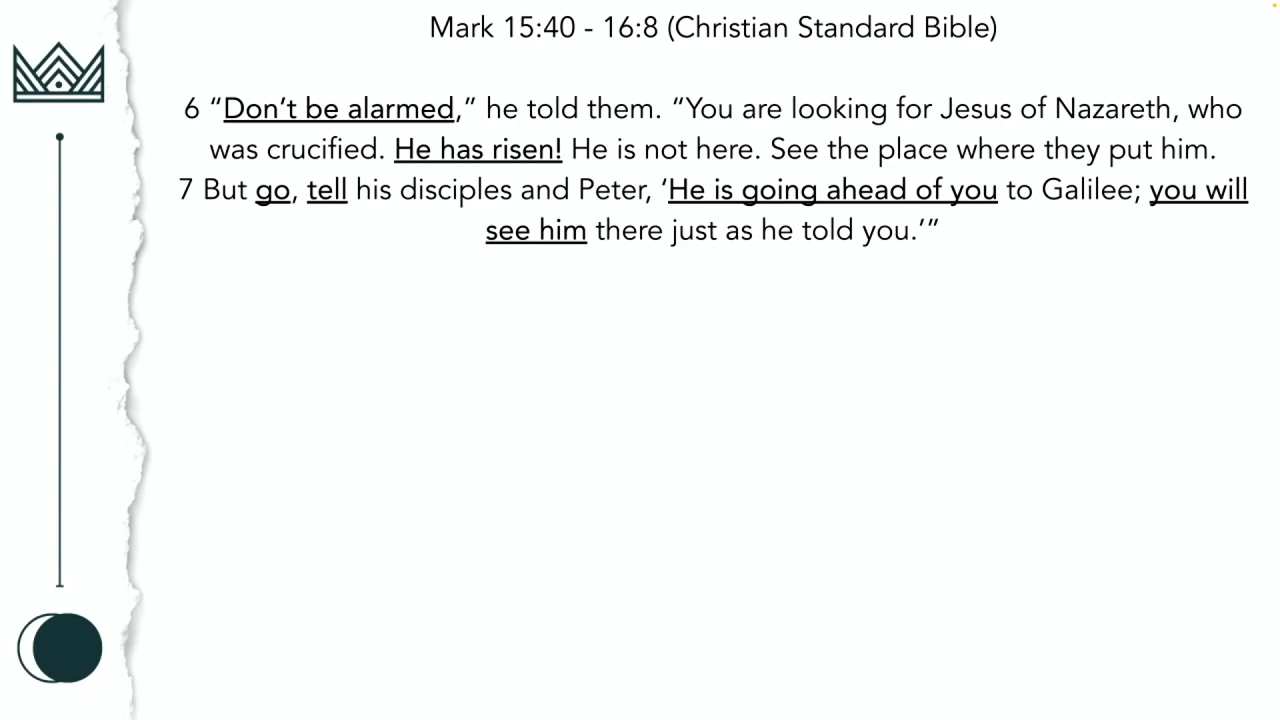 Mark 15:40 - 16:8 (Christian Standard Bible)
6 “Don’t be alarmed,” he told them. “You are looking for Jesus of Nazareth, who
was crucified. He has risen! He is not here. See the place where they put him.
7 But go, tell his disciples and Peter, ‘He is going ahead of you to Galilee; you will
see him there just as he told you.’”